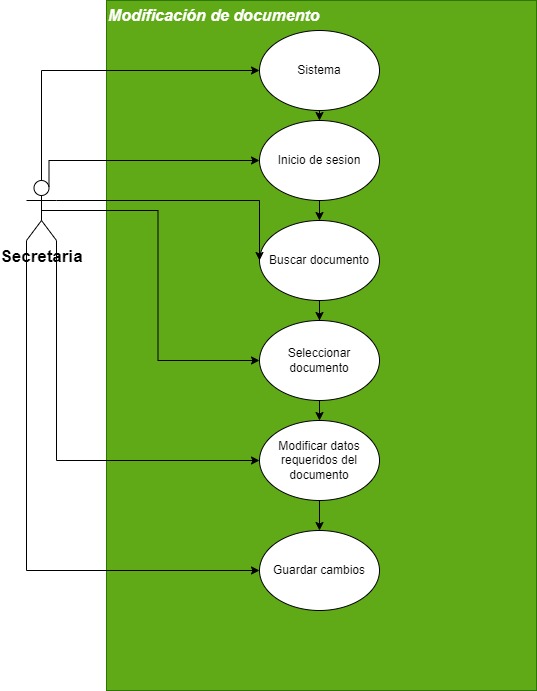 Modificación de documento
Sistema
Inicio de sesion
Secretaria
Buscar documento
Seleccionar
documento
Modificar datos
requeridos del
documento
Guardar cambios